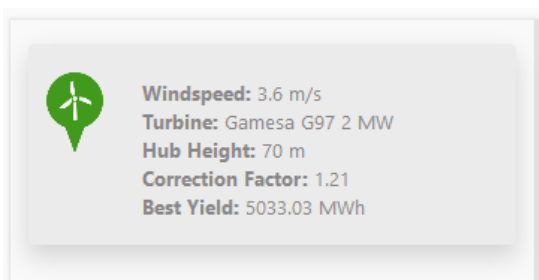 Windspeed: 3.6 m/s
Turbine: Gamesa G97 2 MW
Hub Height: 70 m
Correction Factor: 1.21
Best Yield: 5033.03 MWh